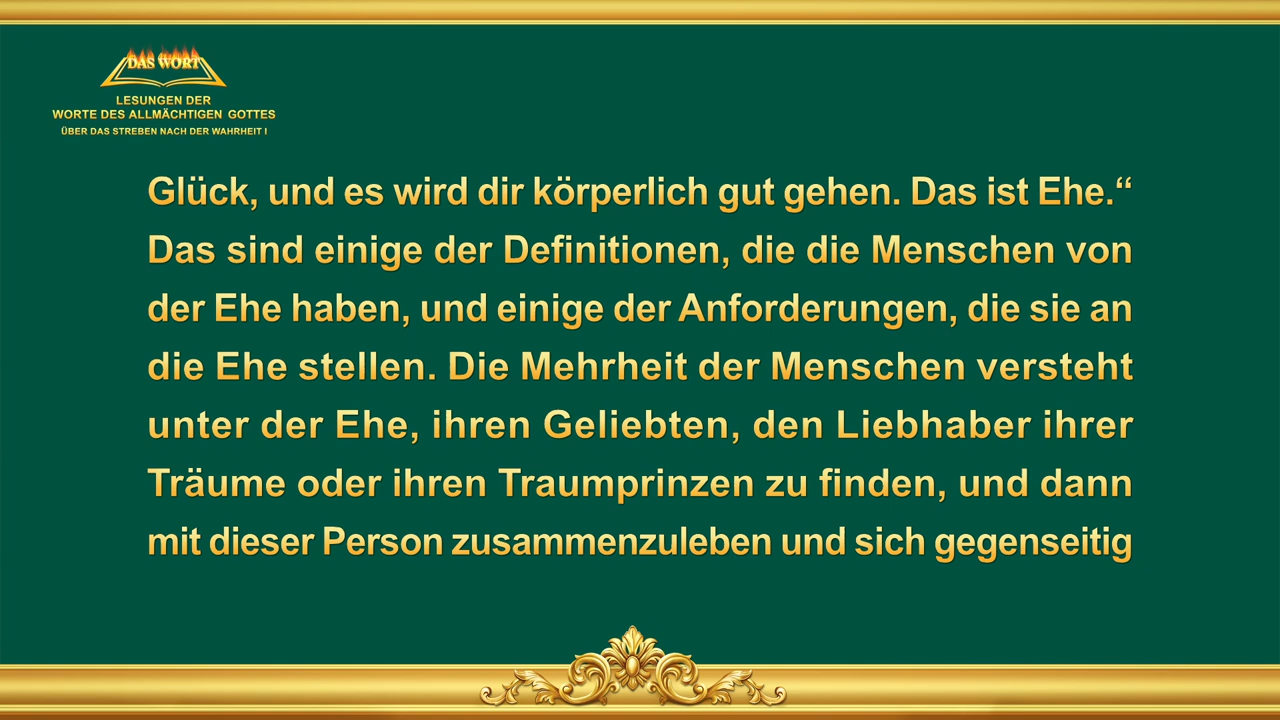 DAS WORT
LESUNGEN DER
WORTE DES ALLMÄCHTIGEN GOTTES
ÜBER DAS STREBEN NACH DER WAHRHEIT I
Glück, und es wird dir körperlich gut gehen. Das ist Ehe.“
Das sind einige der Definitionen, die die Menschen von
der Ehe haben, und einige der Anforderungen, die sie an
die Ehe stellen. Die Mehrheit der Menschen versteht
unter der Ehe, ihren Geliebten, den Liebhaber ihrer
Träume oder ihren Traumprinzen zu finden, und dann
mit dieser Person zusammenzuleben und sich gegenseitig